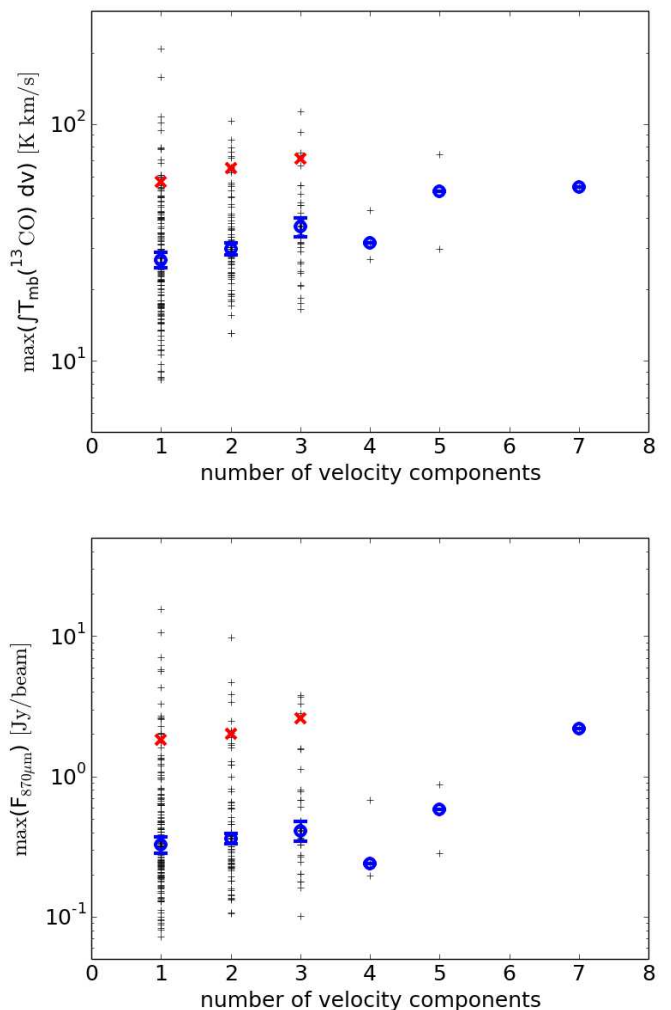 max(∫T_mb(¹³CO) dv) [K km/s]
10²
10¹
0 1 2 3 4 5 6 7 8
number of velocity components
max(F_870μm) [Jy/beam]
10¹
10⁰
10⁻¹
0 1 2 3 4 5 6 7 8
number of velocity components